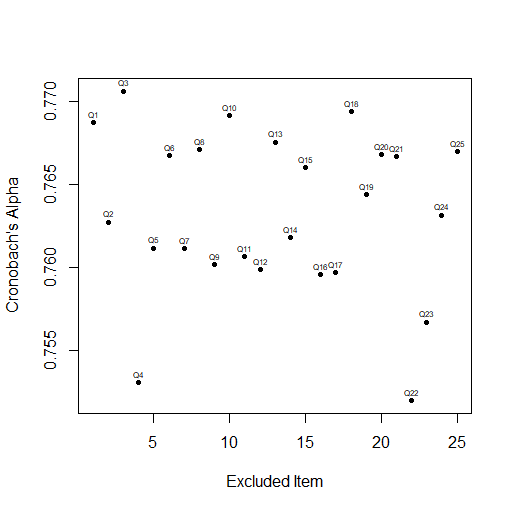 Q3
Q18
Q10
Q1
Q13
Q8
Q20
Q21
Q25
Q6
Q15
Q19
Q24
Q2
Q14
Q5
Q7
Q11
Q9
Q12
Q16
Q17
Q23
Q4
Q22
0.770
0.765
0.760
0.755
Cronobach's Alpha
5 10 15 20 25
Excluded Item